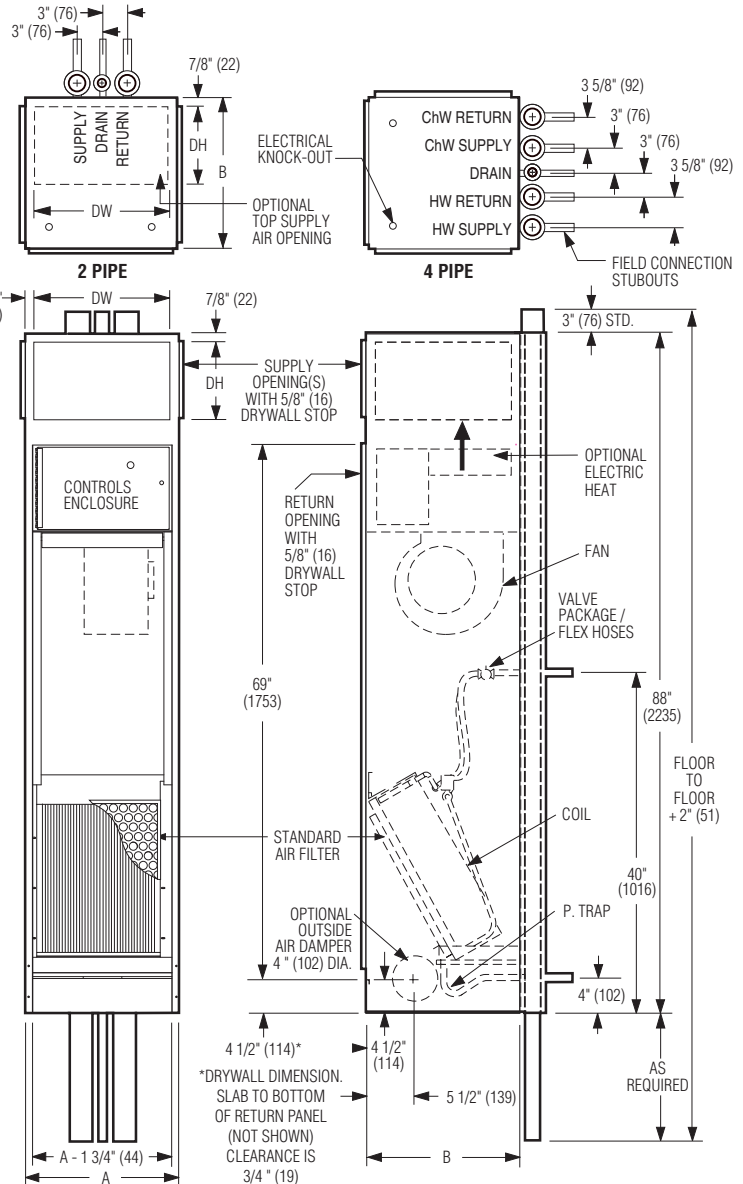 3" (76)
3" (76)
7/8" (22)
SUPPLY
DRAIN
RETURN
DH
B
DW
OPTIONAL
TOP SUPPLY
AIR OPENING
2 PIPE
ELECTRICAL
KNOCK-OUT
ChW RETURN
ChW SUPPLY
DRAIN
HW RETURN
HW SUPPLY
3 5/8" (92)
3" (76)
3" (76)
3 5/8" (92)
FIELD CONNECTION
STUBOUTS
4 PIPE
DW
7/8" (22)
DH
SUPPLY
OPENING(S)
WITH 5/8" (16)
DRYWALL STOP
3" (76) STD.
CONTROLS
ENCLOSURE
RETURN
OPENING
WITH
5/8" (16)
DRYWALL
STOP
OPTIONAL
ELECTRIC
HEAT
FAN
VALVE
PACKAGE /
FLEX HOSES
69"
(1753)
88"
(2235)
FLOOR
TO
FLOOR
+ 2" (51)
STANDARD
AIR FILTER
COIL
40"
(1016)
OPTIONAL
OUTSIDE
AIR DAMPER
4 " (102) DIA.
P. TRAP
4" (102)
4 1/2" (114)*
4 1/2"
(114)
*DRYWALL DIMENSION.
SLAB TO BOTTOM
OF RETURN PANEL
(NOT SHOWN)
CLEARANCE IS
3/4 " (19)
5 1/2" (139)
AS
REQUIRED
A - 1 3/4" (44)
A
B